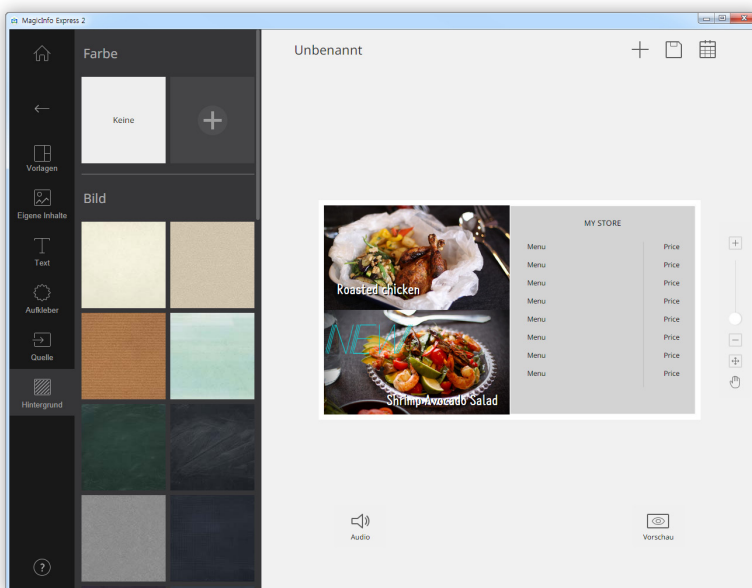 MagicInfo Express 2
Farbe
Keine
Bild
Vorlagen
Eigene Inhalte
Text
Aufkleber
Quelle
Hintergrund
?
Unbenannt
Roasted chicken
NEW
Shrimp Avocado Salad
MY STORE
Menu Price
Menu Price
Menu Price
Menu Price
Menu Price
Menu Price
Menu Price
Menu Price
Audio
Vorschau